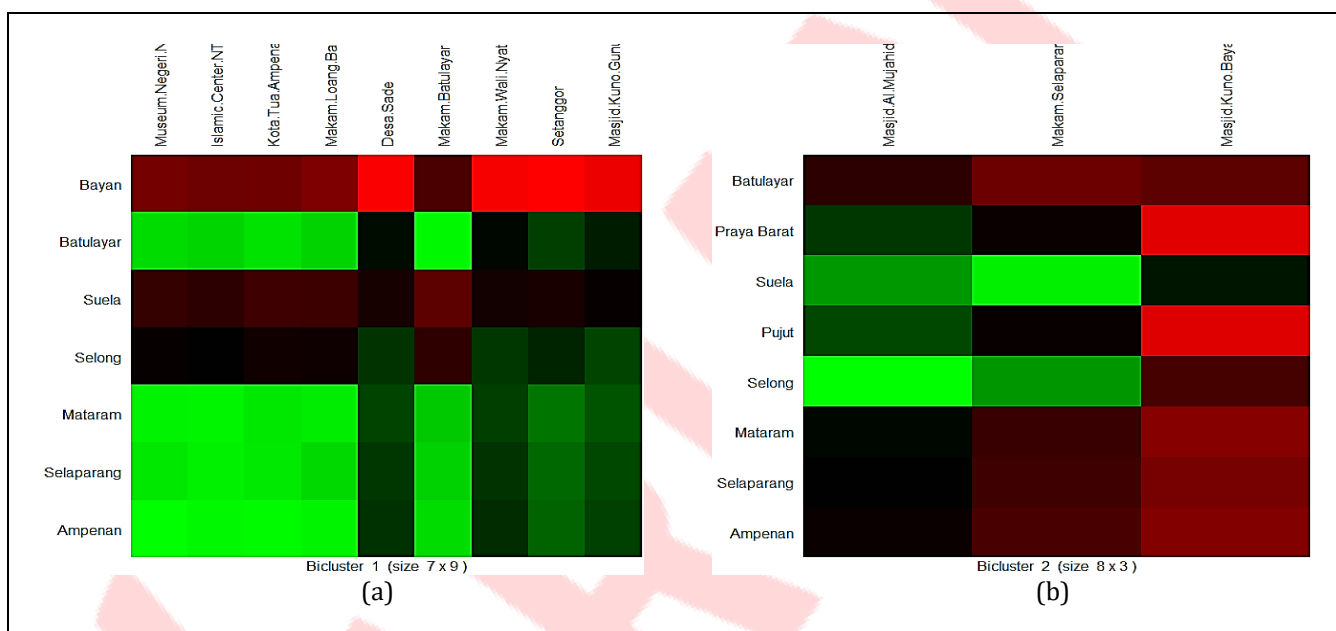 Museum.Negeri.N
Islamic.Center.NT
Kota.Tua.Ampena
Makam.Loang.Ba
Desa.Sade
Makam.Batulayar
Makam.Wali.Nyat
Setanggor
Masjid.Kuno.Gunu
Bayan
Batulayar
Suela
Selong
Mataram
Selaparang
Ampenan
Bicluster 1 (size 7 x 9 )
(a)
Masjid.Al.Mujahid
Makam.Selaparan
Masjid.Kuno.Baya
Batulayar
Praya Barat
Suela
Pujut
Selong
Mataram
Selaparang
Ampenan
Bicluster 2 (size 8 x 3 )
(b)